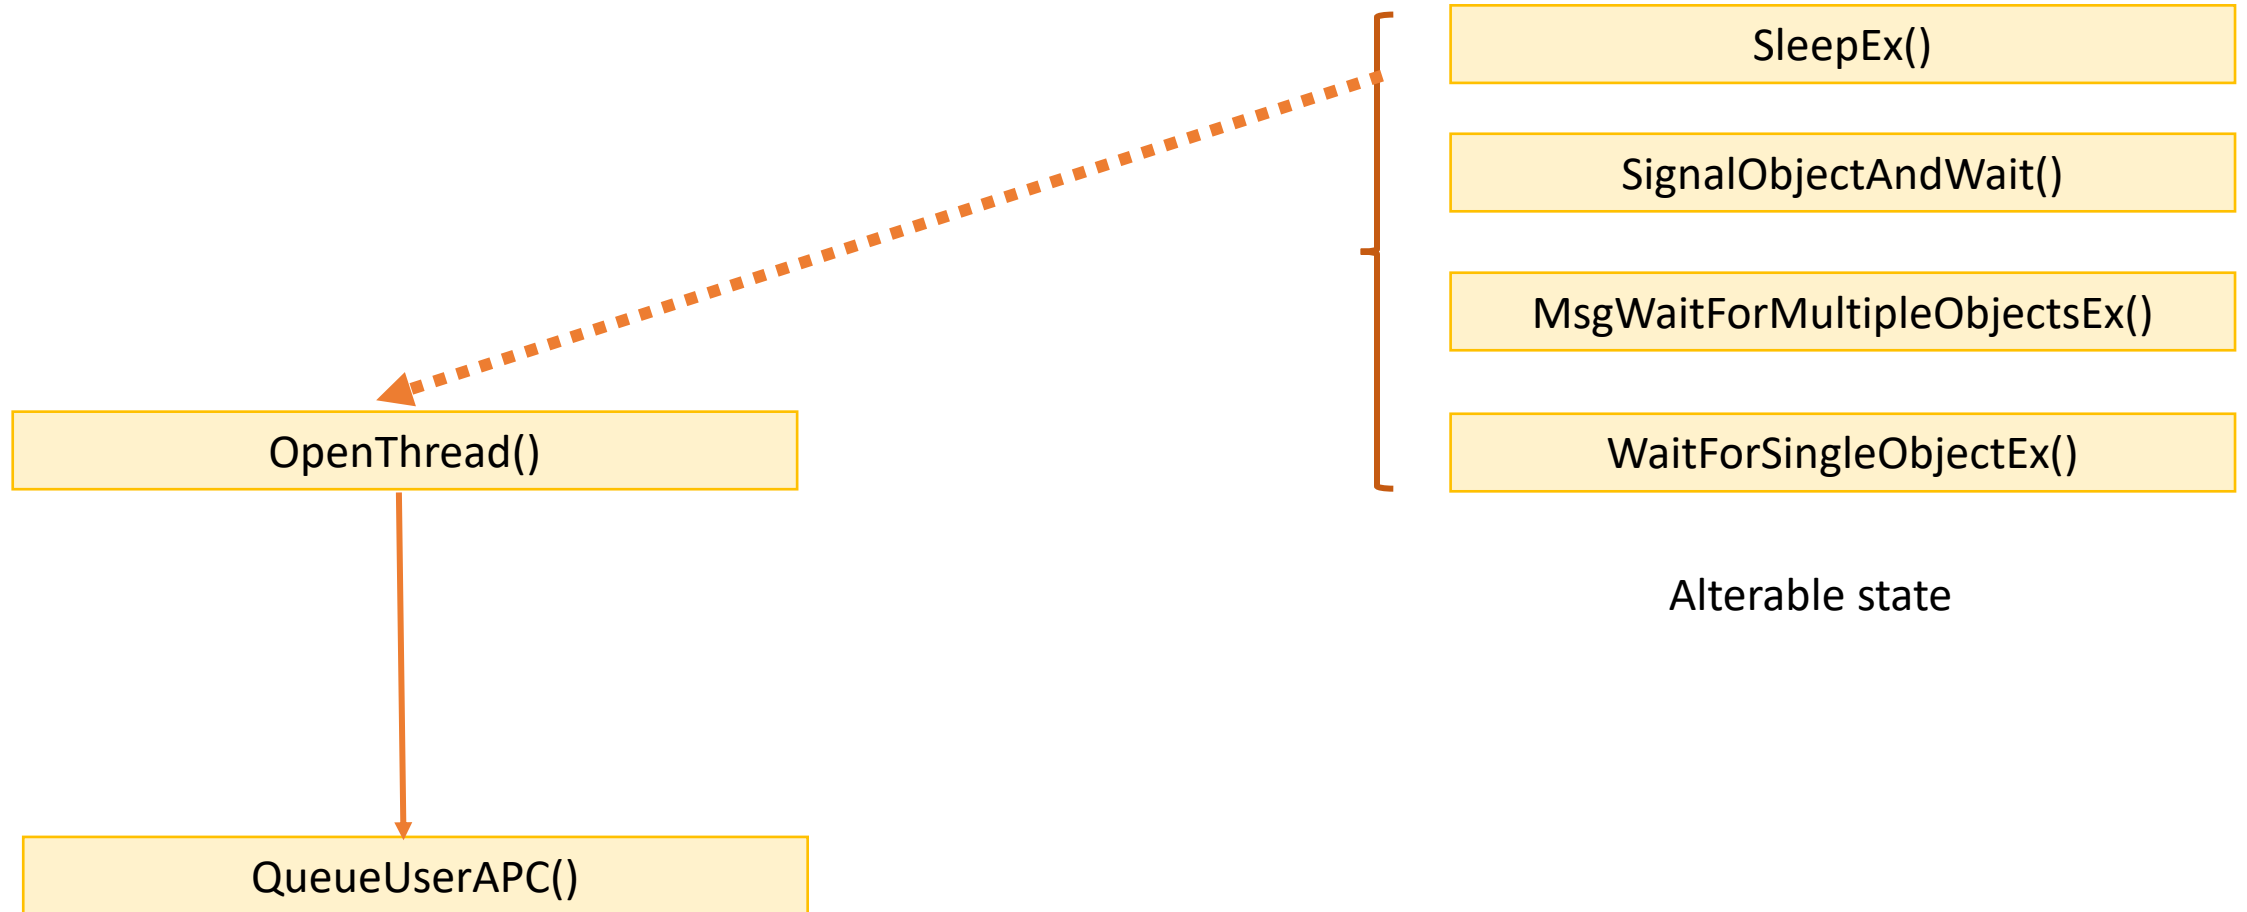 SleepEx()
SignalObjectAndWait()
MsgWaitForMultipleObjectsEx()
OpenThread()
WaitForSingleObjectEx()
Alterable state
QueueUserAPC()